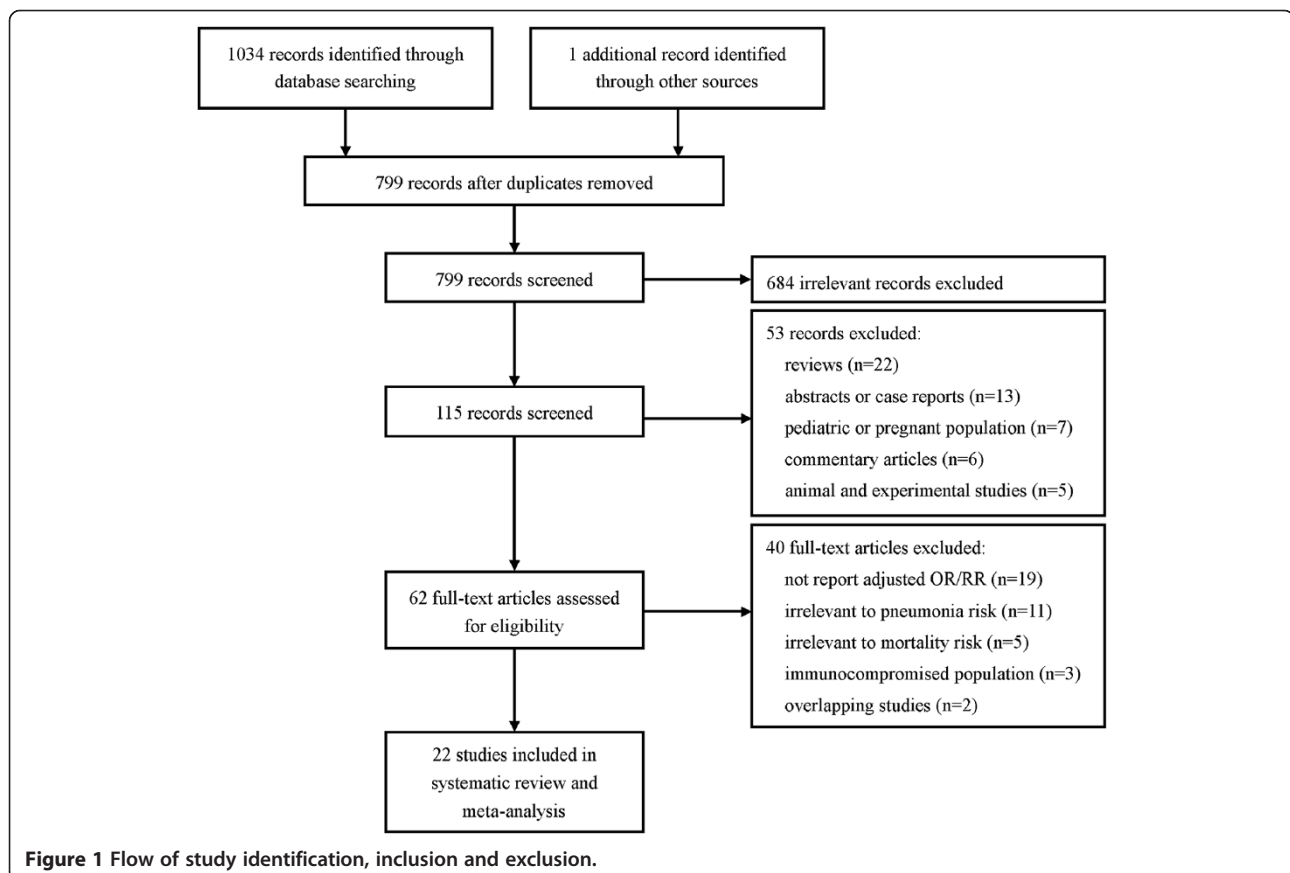 1034 records identified through
database searching
1 additional record identified
through other sources
799 records after duplicates removed
799 records screened
684 irrelevant records excluded
53 records excluded:
reviews (n=22)
abstracts or case reports (n=13)
pediatric or pregnant population (n=7)
commentary articles (n=6)
animal and experimental studies (n=5)
115 records screened
40 full-text articles excluded:
not report adjusted OR/RR (n=19)
irrelevant to pneumonia risk (n=11)
irrelevant to mortality risk (n=5)
immunocompromised population (n=3)
overlapping studies (n=2)
62 full-text articles assessed
for eligibility
22 studies included in
systematic review and
meta-analysis
Figure 1 Flow of study identification, inclusion and exclusion.